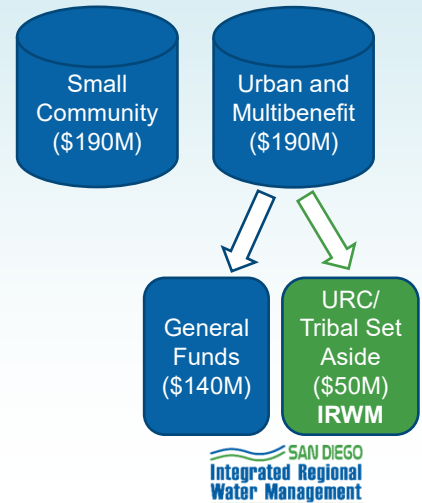 Small
Community
($190M)
Urban and
Multibenefit
($190M)
General
Funds
($140M)
URC/
Tribal Set
Aside
($50M)
IRWM
SAN DIEGO
Integrated Regional
Water Management